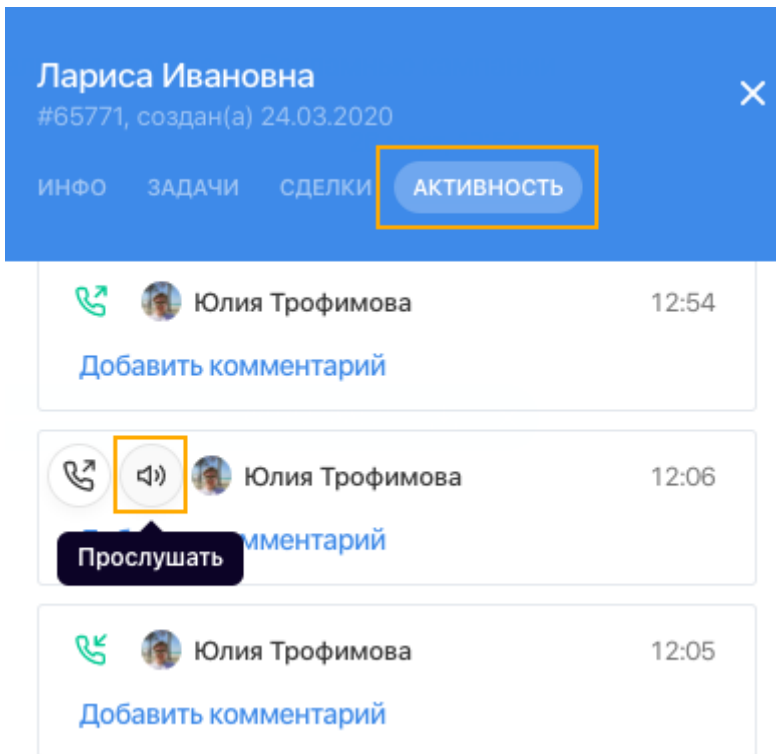 Лариса Ивановна
#65771, создан(а) 24.03.2020
ИНФО ЗАДАЧИ СДЕЛКИ АКТИВНОСТЬ
Юлия Трофимова 12:54
Добавить комментарий
Юлия Трофимова 12:06
Прослушать
Юлия Трофимова 12:05
Добавить комментарий